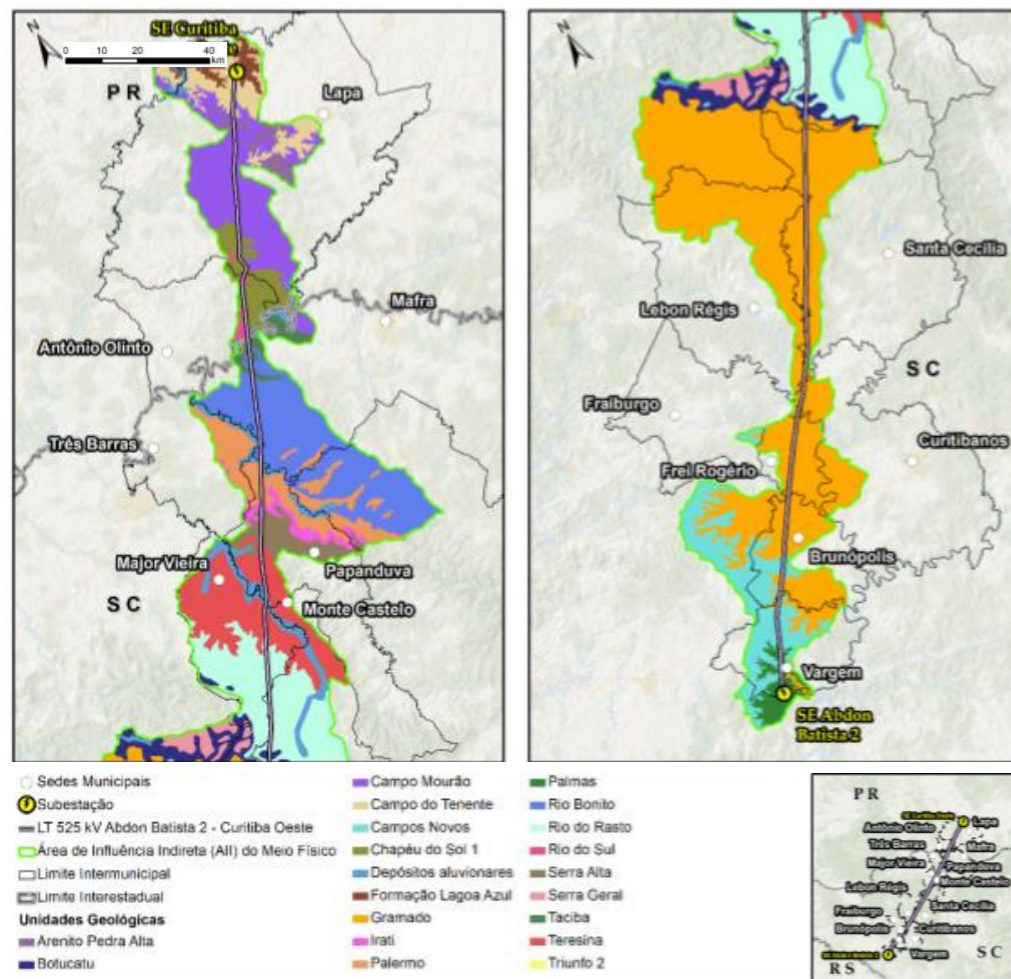 SE Curitiba
N
0 10 20 40
km
P R
Lapa
Mafra
Antônio Olinto
Três Barras
Major Vieira
Papanduva
S C
Monte Castelo
N
Santa Cecília
Lebon Régis
S C
Fraiburgo
Curitibanos
Frei Rogério
Brunópolis
Vargem
SE Abdon
Batista 2
Sedes Municipais
Subestação
LT 525 kV Abdon Batista 2 - Curitiba Oeste
Área de Influência Indireta (AII) do Meio Físico
Limite Intermunicipal
Limite Interestadual
Unidades Geológicas
Arenito Pedra Alta
Botucatu
Campo Mourão
Campo do Tenente
Campos Novos
Chapéu do Sol 1
Depósitos aluvionares
Formação Lagoa Azul
Gramado
Irati
Palermo
Palmas
Rio Bonito
Rio do Rasto
Rio do Sul
Serra Alta
Serra Geral
Taciba
Teresina
Triunfo 2
P R
SE Curitiba Oeste
Lapa
Antônio Olinto
Três Barras
Mafra
Major Vieira
Papanduva
Monte Castelo
Lebon Régis
Santa Cecília
Fraiburgo
Curitibanos
Brunópolis
S C
Vargem
R S